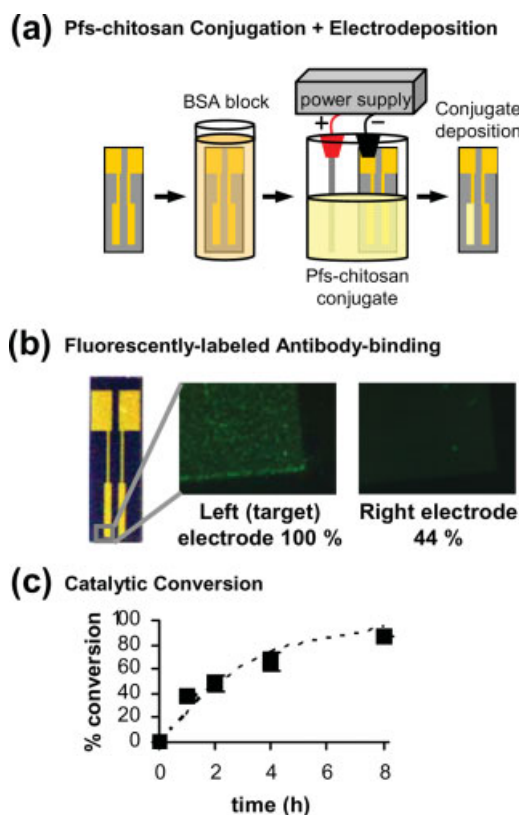 (a) Pfs-chitosan Conjugation + Electrodeposition
BSA block
power supply
+ −
Conjugate
deposition
Pfs-chitosan
conjugate
(b) Fluorescently-labeled Antibody-binding
Left (target)
electrode 100 %
Right electrode
44 %
(c) Catalytic Conversion
% conversion
100
80
60
40
20
0
0 2 4 6 8
time (h)